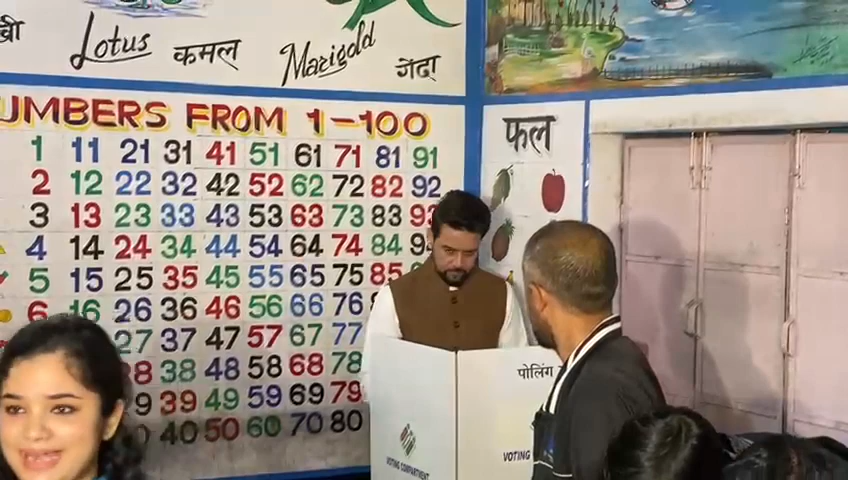 Lotus कमल Marigold गेंदा
NUMBERS FROM 1-100
1 11 21 31 41 51 61 71 81 91
2 12 22 32 42 52 62 72 82 92
3 13 23 33 43 53 63 73 83
4 14 24 34 44 54 64 74 84
5 15 25 35 45 55 65 75 85
6 16 26 36 46 56 66 76
27 37 47 57 67 77
28 38 48 58 68 78
29 39 49 59 69 79
30 40 50 60 70 80
फल
पोलिंग
VOTING COMPARTMENT
VOTING